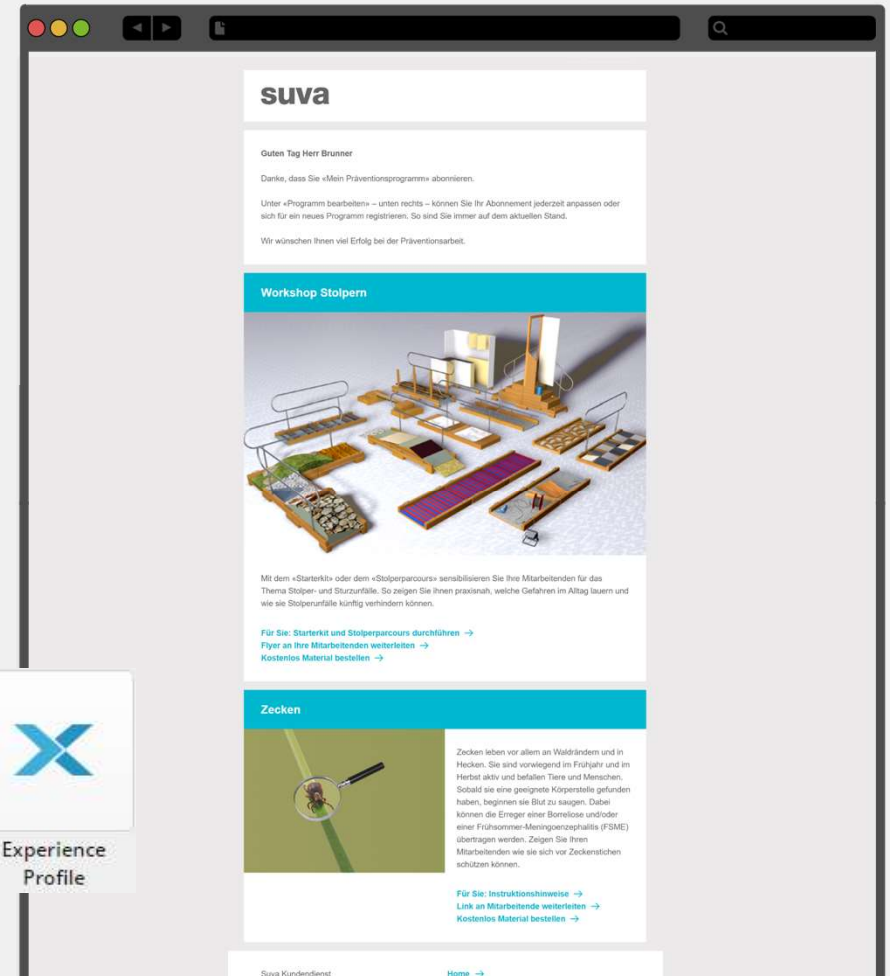 suva
Guten Tag Herr Brunner
Danke, dass Sie «Mein Präventionsprogramm» abonnieren.
Unter «Programm bearbeiten» – unten rechts – können Sie Ihr Abonnement jederzeit anpassen oder
sich für ein neues Programm registrieren. So sind Sie immer auf dem aktuellen Stand.
Wir wünschen Ihnen viel Erfolg bei der Präventionsarbeit.
Workshop Stolpern
Mit dem «Starterkit» oder dem «Stolperparcours» sensibilisieren Sie Ihre Mitarbeitenden für das
Thema Stolper- und Sturzunfälle. So zeigen Sie ihnen praxisnah, welche Gefahren im Alltag lauern und
wie sie Stolperunfälle künftig verhindern können.
Für Sie: Starterkit und Stolperparcours durchführen →
Flyer an Ihre Mitarbeitenden weiterleiten →
Kostenlos Material bestellen →
Zecken
Zecken leben vor allem an Waldrändern und in
Hecken. Sie sind vorwiegend im Frühjahr und im
Herbst aktiv und befallen Tiere und Menschen.
Sobald sie eine geeignete Körperstelle gefunden
haben, beginnen sie Blut zu saugen. Dabei
können die Erreger einer Borreliose und/oder
einer Frühsommer-Meningoenzephalitis (FSME)
übertragen werden. Zeigen Sie Ihren
Mitarbeitenden wie sie sich vor Zeckenstichen
schützen können.
Für Sie: Instruktionshinweise →
Link an Mitarbeitende weiterleiten →
Kostenlos Material bestellen →
Experience
Profile
Suva Kundendienst
Home →